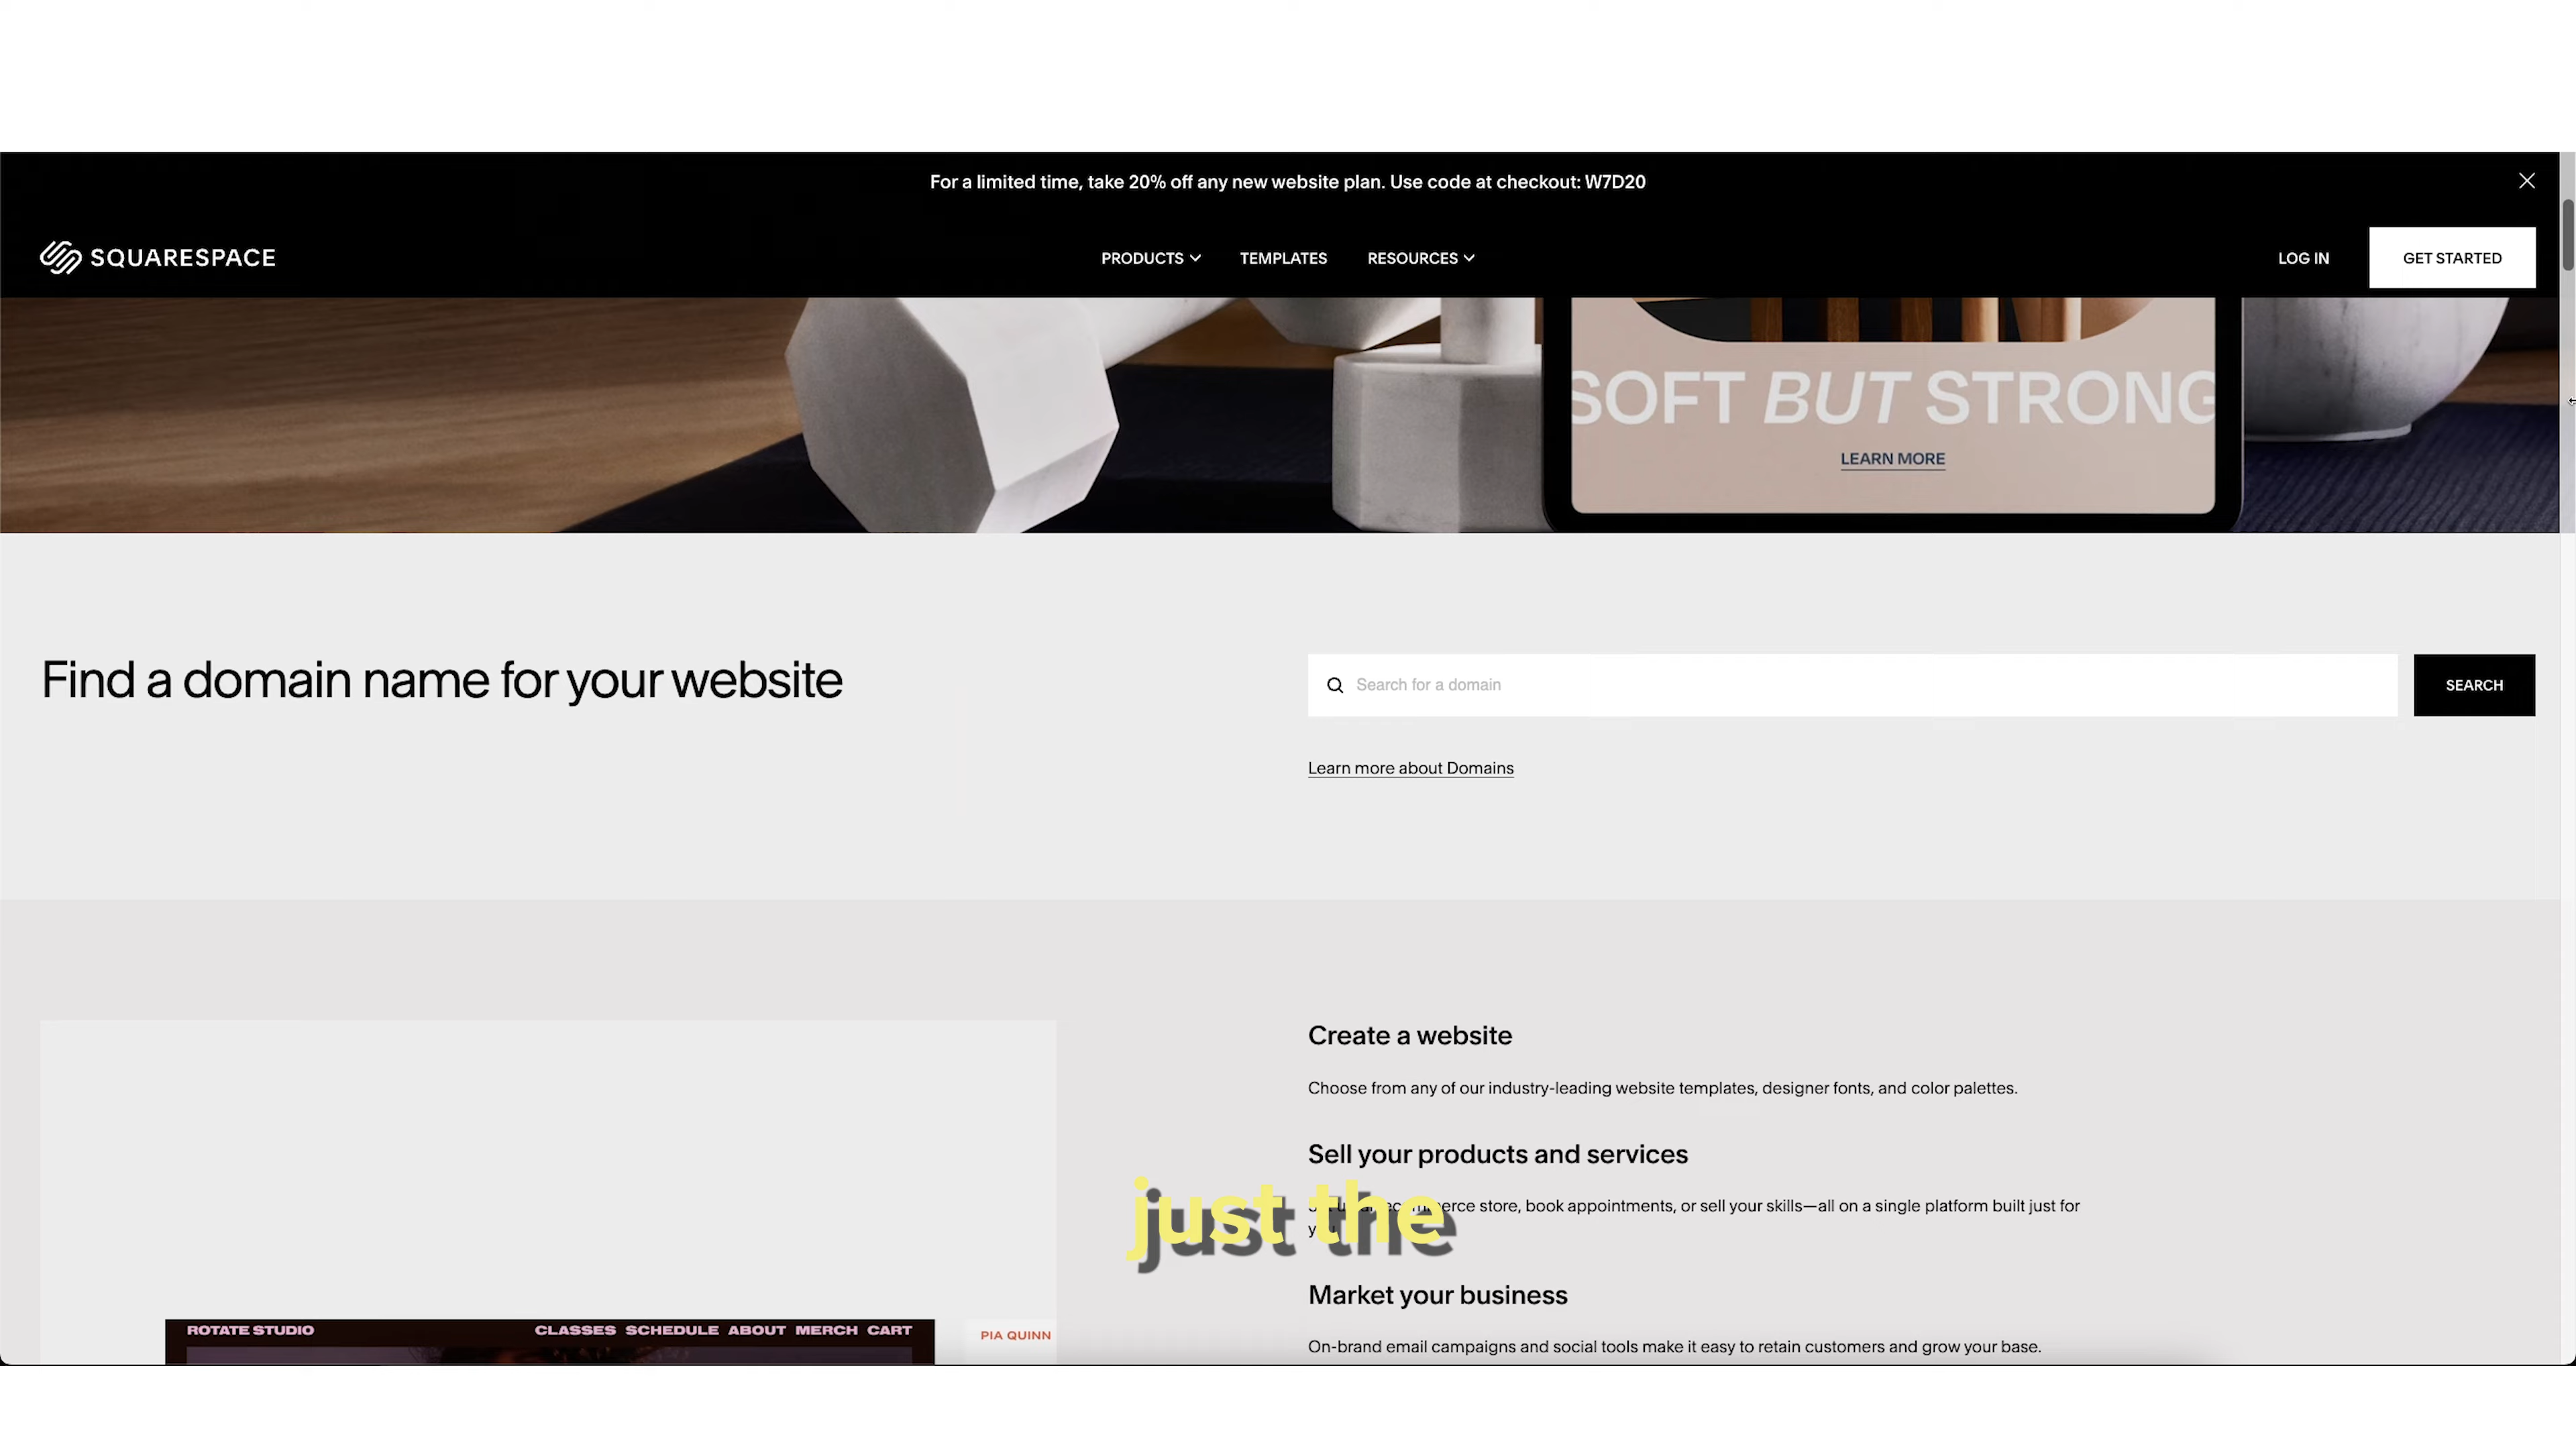 For a limited time, take 20% off any new website plan. Use code at checkout: W7D20
SQUARESPACE
PRODUCTS
TEMPLATES
RESOURCES
LOG IN
GET STARTED
SOFT BUT STRONG
LEARN MORE
Find a domain name for your website
Search for a domain
SEARCH
Learn more about Domains
Create a website
Choose from any of our industry-leading website templates, designer fonts, and color palettes.
Sell your products and services
store, book appointments, or sell your skills—all on a single platform built just for
just the
Market your business
On-brand email campaigns and social tools make it easy to retain customers and grow your base.
ROTATE STUDIO
CLASSES SCHEDULE ABOUT MERCH CART
PIA QUINN